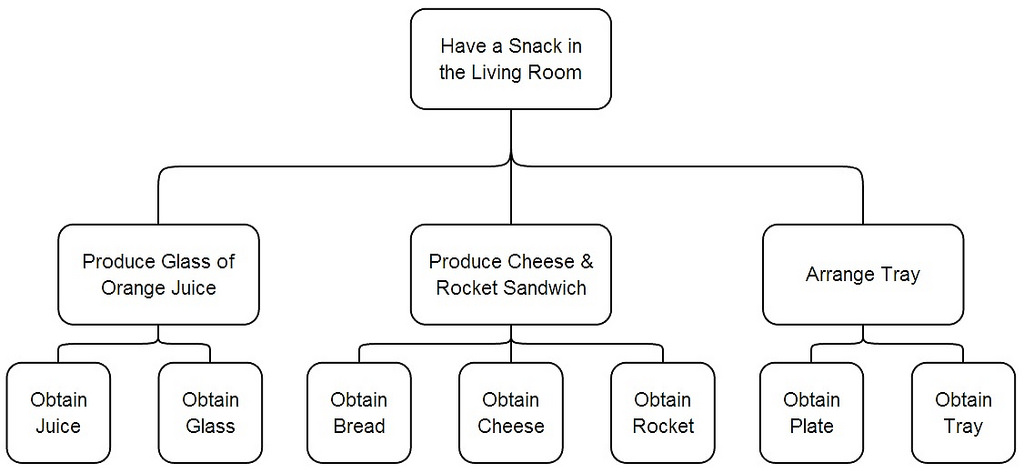 Have a Snack in
the Living Room
Produce Glass of
Orange Juice
Produce Cheese &
Rocket Sandwich
Arrange Tray
Obtain
Juice
Obtain
Glass
Obtain
Bread
Obtain
Cheese
Obtain
Rocket
Obtain
Plate
Obtain
Tray